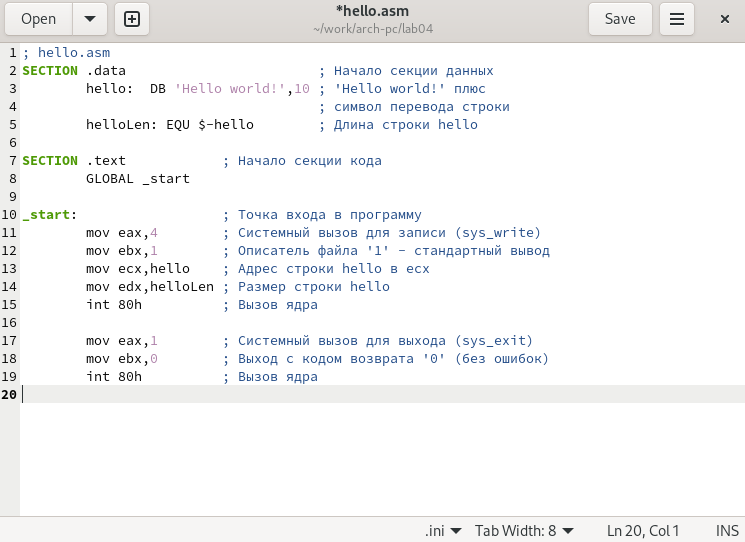 Open
*hello.asm
~/work/arch-pc/lab04
Save
1 ; hello.asm
2 SECTION .data                         ; Начало секции данных
3         hello:  DB 'Hello world!',10 ; 'Hello world!' плюс
4                                      ; символ перевода строки
5         helloLen: EQU $-hello        ; Длина строки hello
6
7 SECTION .text            ; Начало секции кода
8         GLOBAL _start
9
10 _start:                  ; Точка входа в программу
11         mov eax,4        ; Системный вызов для записи (sys_write)
12         mov ebx,1        ; Описатель файла '1' - стандартный вывод
13         mov ecx,hello    ; Адрес строки hello в ecx
14         mov edx,helloLen ; Размер строки hello
15         int 80h          ; Вызов ядра
16
17         mov eax,1        ; Системный вызов для выхода (sys_exit)
18         mov ebx,0        ; Выход с кодом возврата '0' (без ошибок)
19         int 80h          ; Вызов ядра
20
.ini Tab Width: 8 Ln 20, Col 1 INS